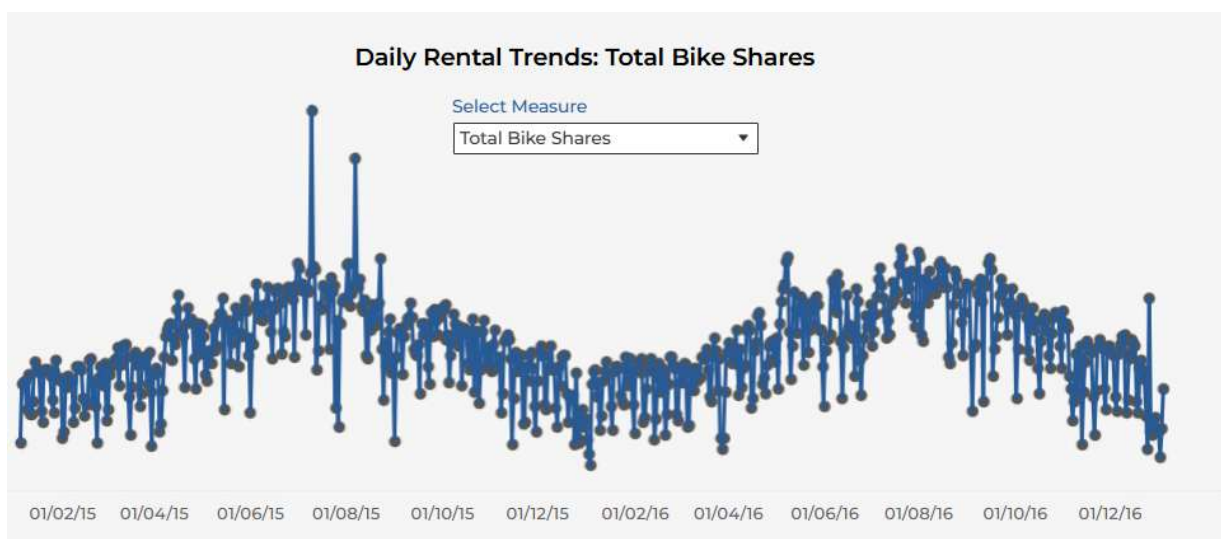 Daily Rental Trends: Total Bike Shares
Select Measure
Total Bike Shares
01/02/15 01/04/15 01/06/15 01/08/15 01/10/15 01/12/15 01/02/16 01/04/16 01/06/16 01/08/16 01/10/16 01/12/16